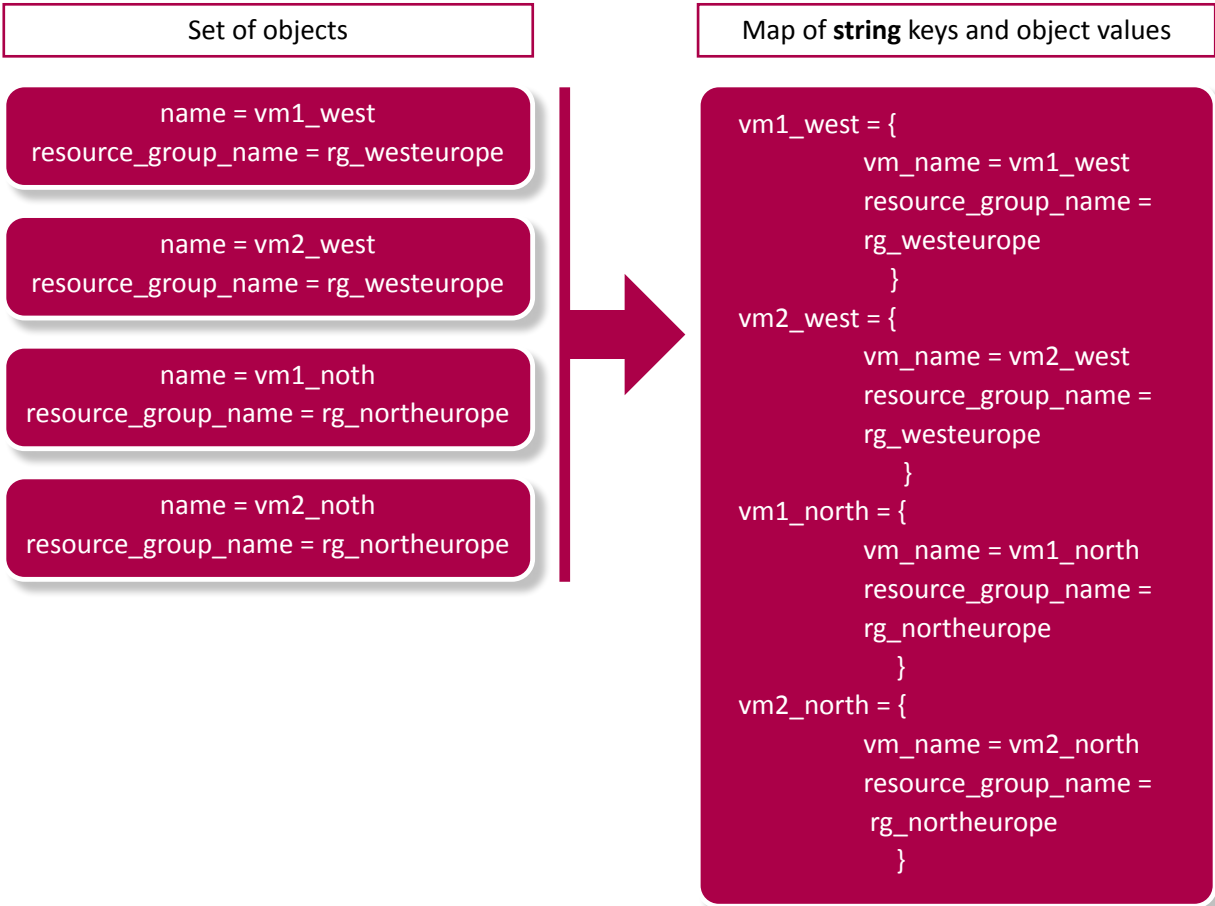 Set of objects
name = vm1_west
resource_group_name = rg_westeurope
name = vm2_west
resource_group_name = rg_westeurope
name = vm1_noth
resource_group_name = rg_northeurope
name = vm2_noth
resource_group_name = rg_northeurope
Map of string keys and object values
vm1_west = {
vm_name = vm1_west
resource_group_name =
rg_westeurope
}
vm2_west = {
vm_name = vm2_west
resource_group_name =
rg_westeurope
}
vm1_north = {
vm_name = vm1_north
resource_group_name =
rg_northeurope
}
vm2_north = {
vm_name = vm2_north
resource_group_name =
rg_northeurope
}